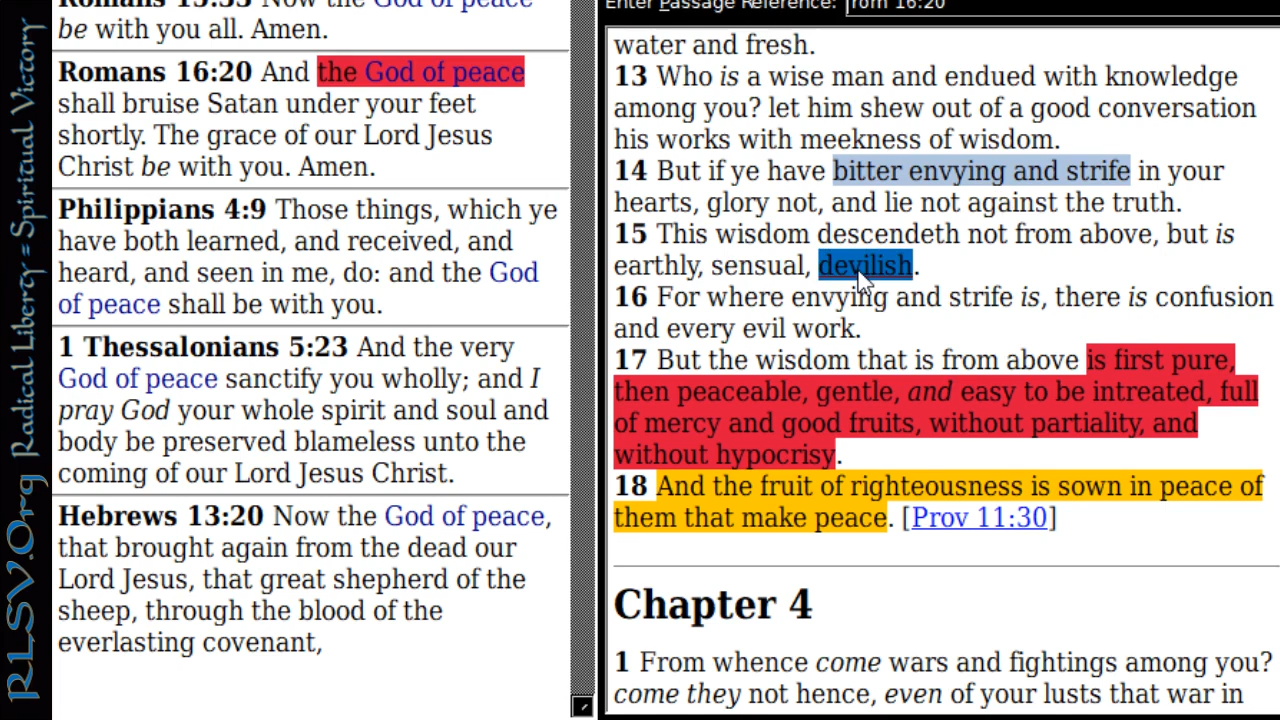 RLSV.Org Radical Liberty = Spiritual Victory
Romans 15:33 Now the God of peace
be with you all. Amen.
Romans 16:20 And the God of peace
shall bruise Satan under your feet
shortly. The grace of our Lord Jesus
Christ be with you. Amen.
Philippians 4:9 Those things, which ye
have both learned, and received, and
heard, and seen in me, do: and the God
of peace shall be with you.
1 Thessalonians 5:23 And the very
God of peace sanctify you wholly; and I
pray God your whole spirit and soul and
body be preserved blameless unto the
coming of our Lord Jesus Christ.
Hebrews 13:20 Now the God of peace,
that brought again from the dead our
Lord Jesus, that great shepherd of the
sheep, through the blood of the
everlasting covenant,
Enter Passage Reference: rom 16:20
water and fresh.
13 Who is a wise man and endued with knowledge
among you? let him shew out of a good conversation
his works with meekness of wisdom.
14 But if ye have bitter envying and strife in your
hearts, glory not, and lie not against the truth.
15 This wisdom descendeth not from above, but is
earthly, sensual, devilish.
16 For where envying and strife is, there is confusion
and every evil work.
17 But the wisdom that is from above is first pure,
then peaceable, gentle, and easy to be intreated, full
of mercy and good fruits, without partiality, and
without hypocrisy.
18 And the fruit of righteousness is sown in peace of
them that make peace. [Prov 11:30]
Chapter 4
1 From whence come wars and fightings among you?
come they not hence, even of your lusts that war in